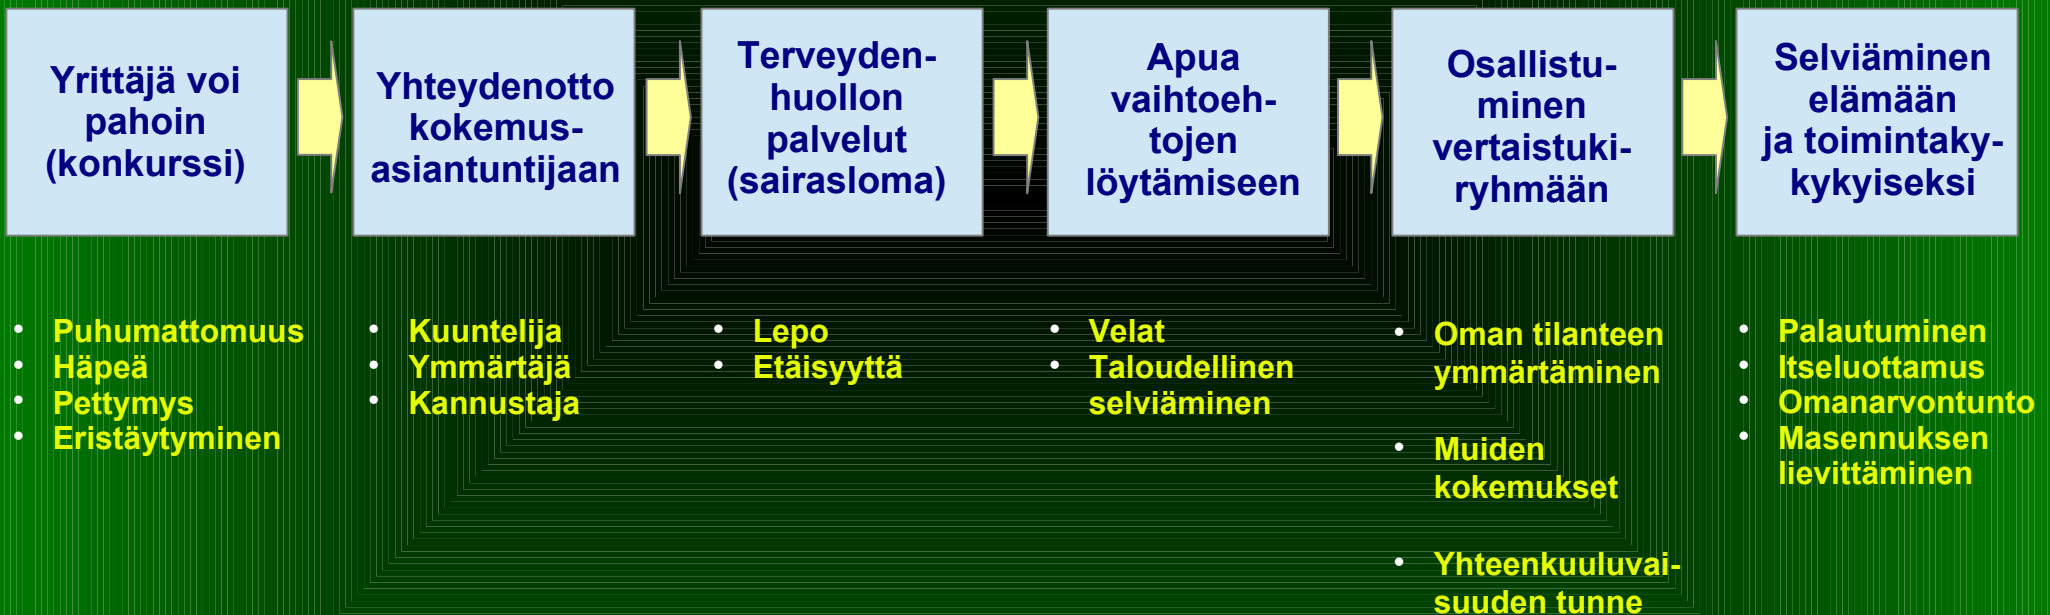 Yrittäjä voi
pahoin
(konkurssi)
Yhteydenotto
kokemus-
asiantuntijaan
Terveyden-
huollon
palvelut
(sairasloma)
Apua
vaihtoeh-
tojen
löytämiseen
Osallistu-
minen
vertaistuki-
ryhmään
Selviäminen
elämään
ja toimintaky-
kykyiseksi
• Puhumattomuus
• Häpeä
• Pettymys
• Eristäytyminen
• Kuuntelija
• Ymmärtäjä
• Kannustaja
• Lepo
• Etäisyyttä
• Velat
• Taloudellinen
selviäminen
• Oman tilanteen
ymmärtäminen
• Muiden
kokemukset
• Yhteenkuuluvai-
suuden tunne
• Palautuminen
• Itseluottamus
• Omanarvontunto
• Masennuksen
lievittäminen